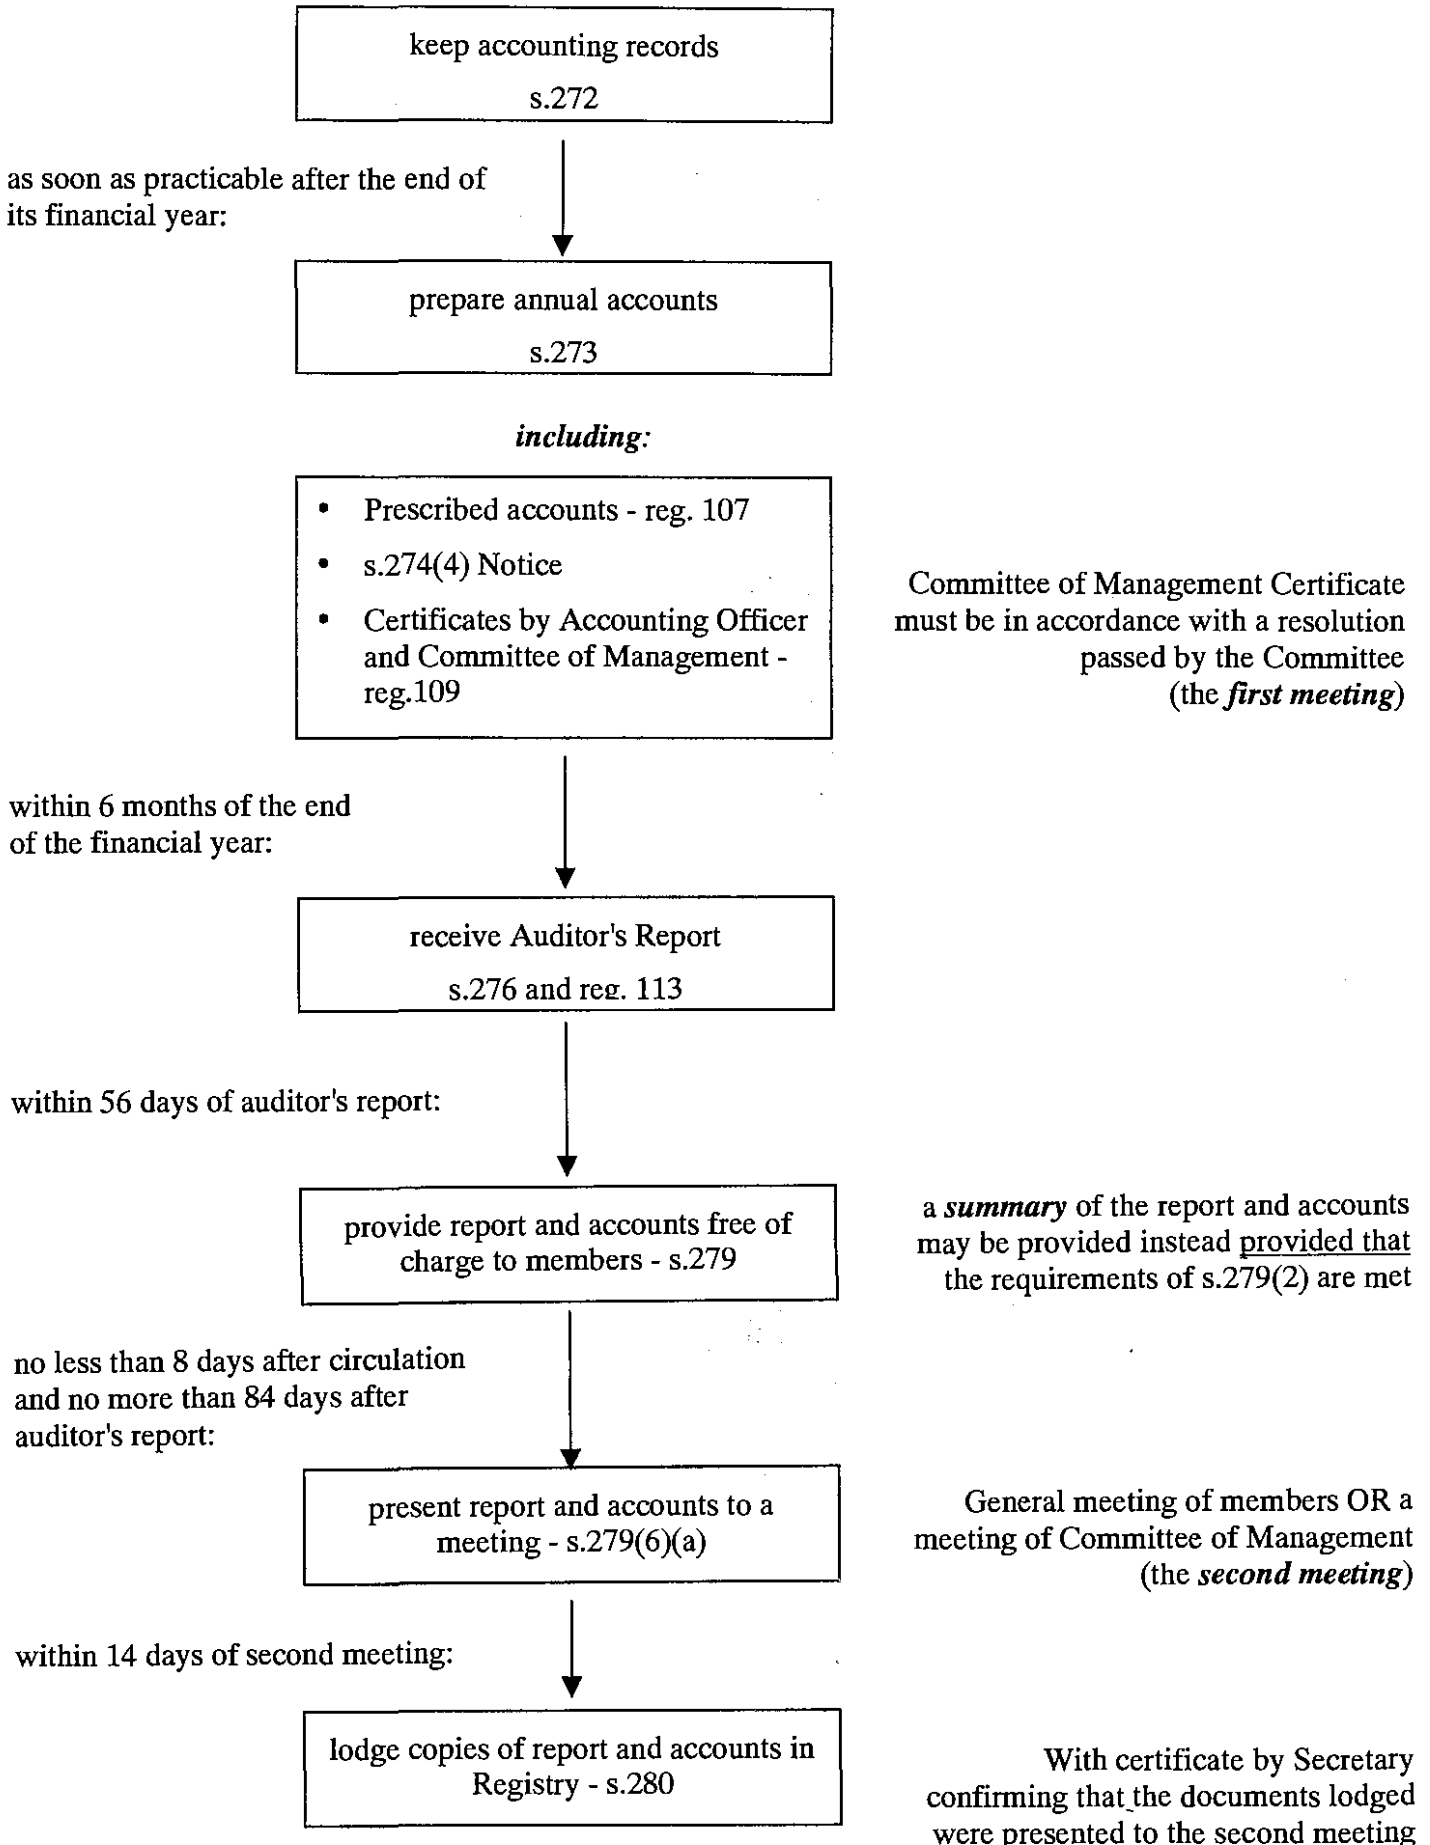 keep accounting records
s.272
as soon as practicable after the end of
its financial year:
prepare annual accounts
s.273
including:
• Prescribed accounts - reg. 107
• s.274(4) Notice
• Certificates by Accounting Officer
and Committee of Management -
reg.109
Committee of Management Certificate
must be in accordance with a resolution
passed by the Committee
(the first meeting)
within 6 months of the end
of the financial year:
receive Auditor's Report
s.276 and reg. 113
within 56 days of auditor's report:
provide report and accounts free of
charge to members - s.279
a summary of the report and accounts
may be provided instead provided that
the requirements of s.279(2) are met
no less than 8 days after circulation
and no more than 84 days after
auditor's report:
present report and accounts to a
meeting - s.279(6)(a)
General meeting of members OR a
meeting of Committee of Management
(the second meeting)
within 14 days of second meeting:
lodge copies of report and accounts in
Registry - s.280
With certificate by Secretary
confirming that the documents lodged
were presented to the second meeting